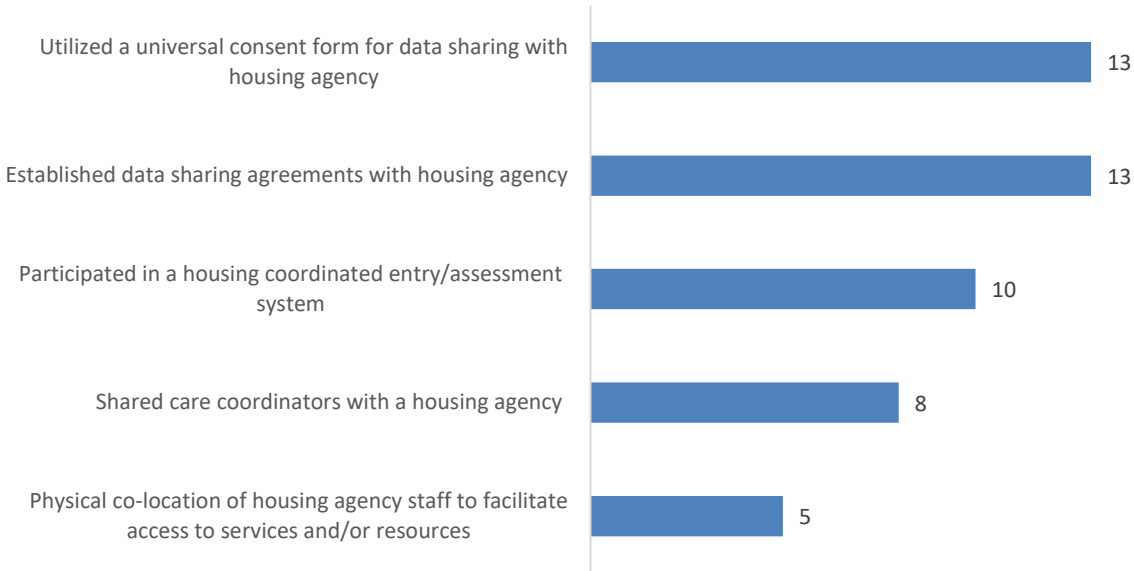 Utilized a universal consent form for data sharing with
housing agency
13
Established data sharing agreements with housing agency
13
Participated in a housing coordinated entry/assessment
system
10
Shared care coordinators with a housing agency
8
Physical co-location of housing agency staff to facilitate
access to services and/or resources
5